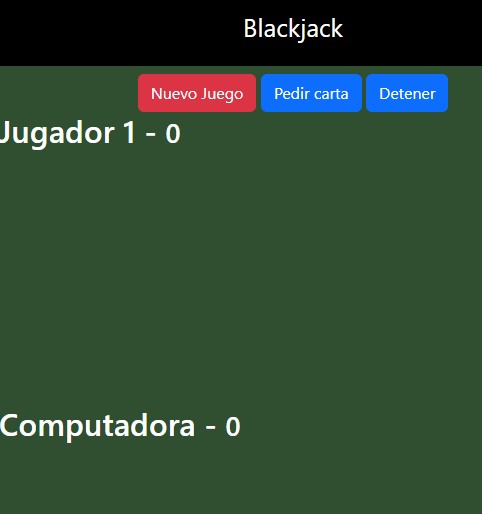 Blackjack
Nuevo Juego Pedir carta Detener
Jugador 1 - 0
Computadora - 0